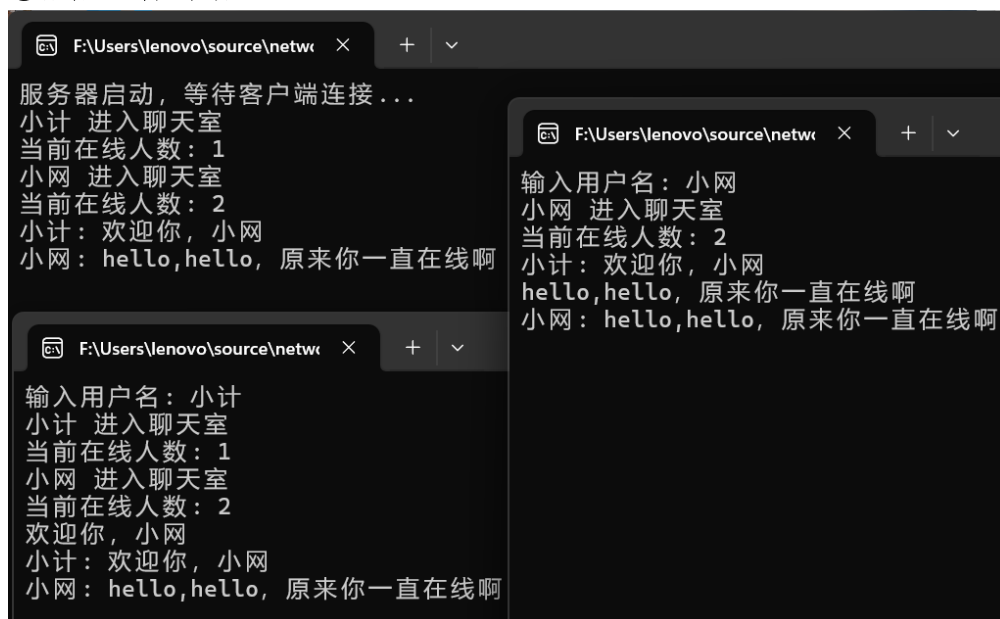 F:\Users\lenovo\source\netwo
服务器启动, 等待客户端连接...
小计 进入聊天室
当前在线人数: 1
小网 进入聊天室
当前在线人数: 2
小计: 欢迎你, 小网
小网: hello,hello, 原来你一直在线啊
F:\Users\lenovo\source\netwo
输入用户名: 小网
小网 进入聊天室
当前在线人数: 2
小计: 欢迎你, 小网
hello,hello, 原来你一直在线啊
小网: hello,hello, 原来你一直在线啊
F:\Users\lenovo\source\netwo
输入用户名: 小计
小计 进入聊天室
当前在线人数: 1
小网 进入聊天室
当前在线人数: 2
欢迎你, 小网
小计: 欢迎你, 小网
小网: hello,hello, 原来你一直在线啊